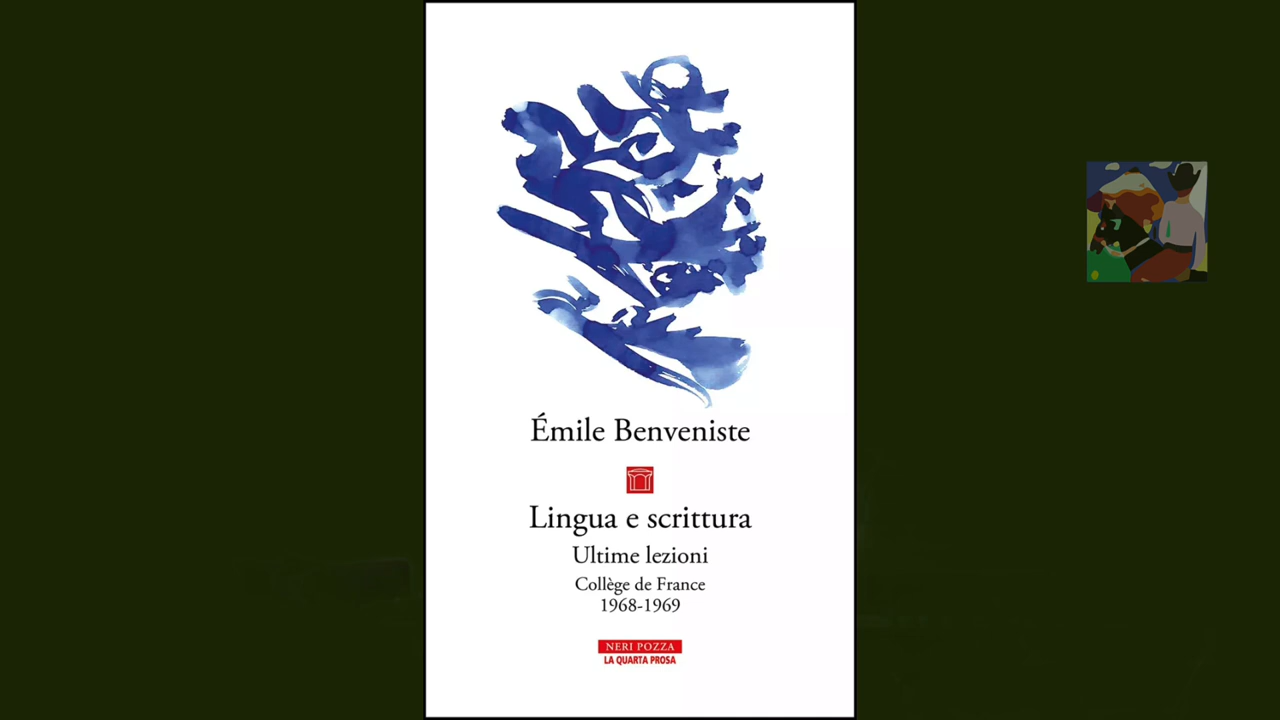 Émile Benveniste
Lingua e scrittura
Ultime lezioni
Collège de France
1968-1969
NERI POZZA
LA QUARTA PROSA